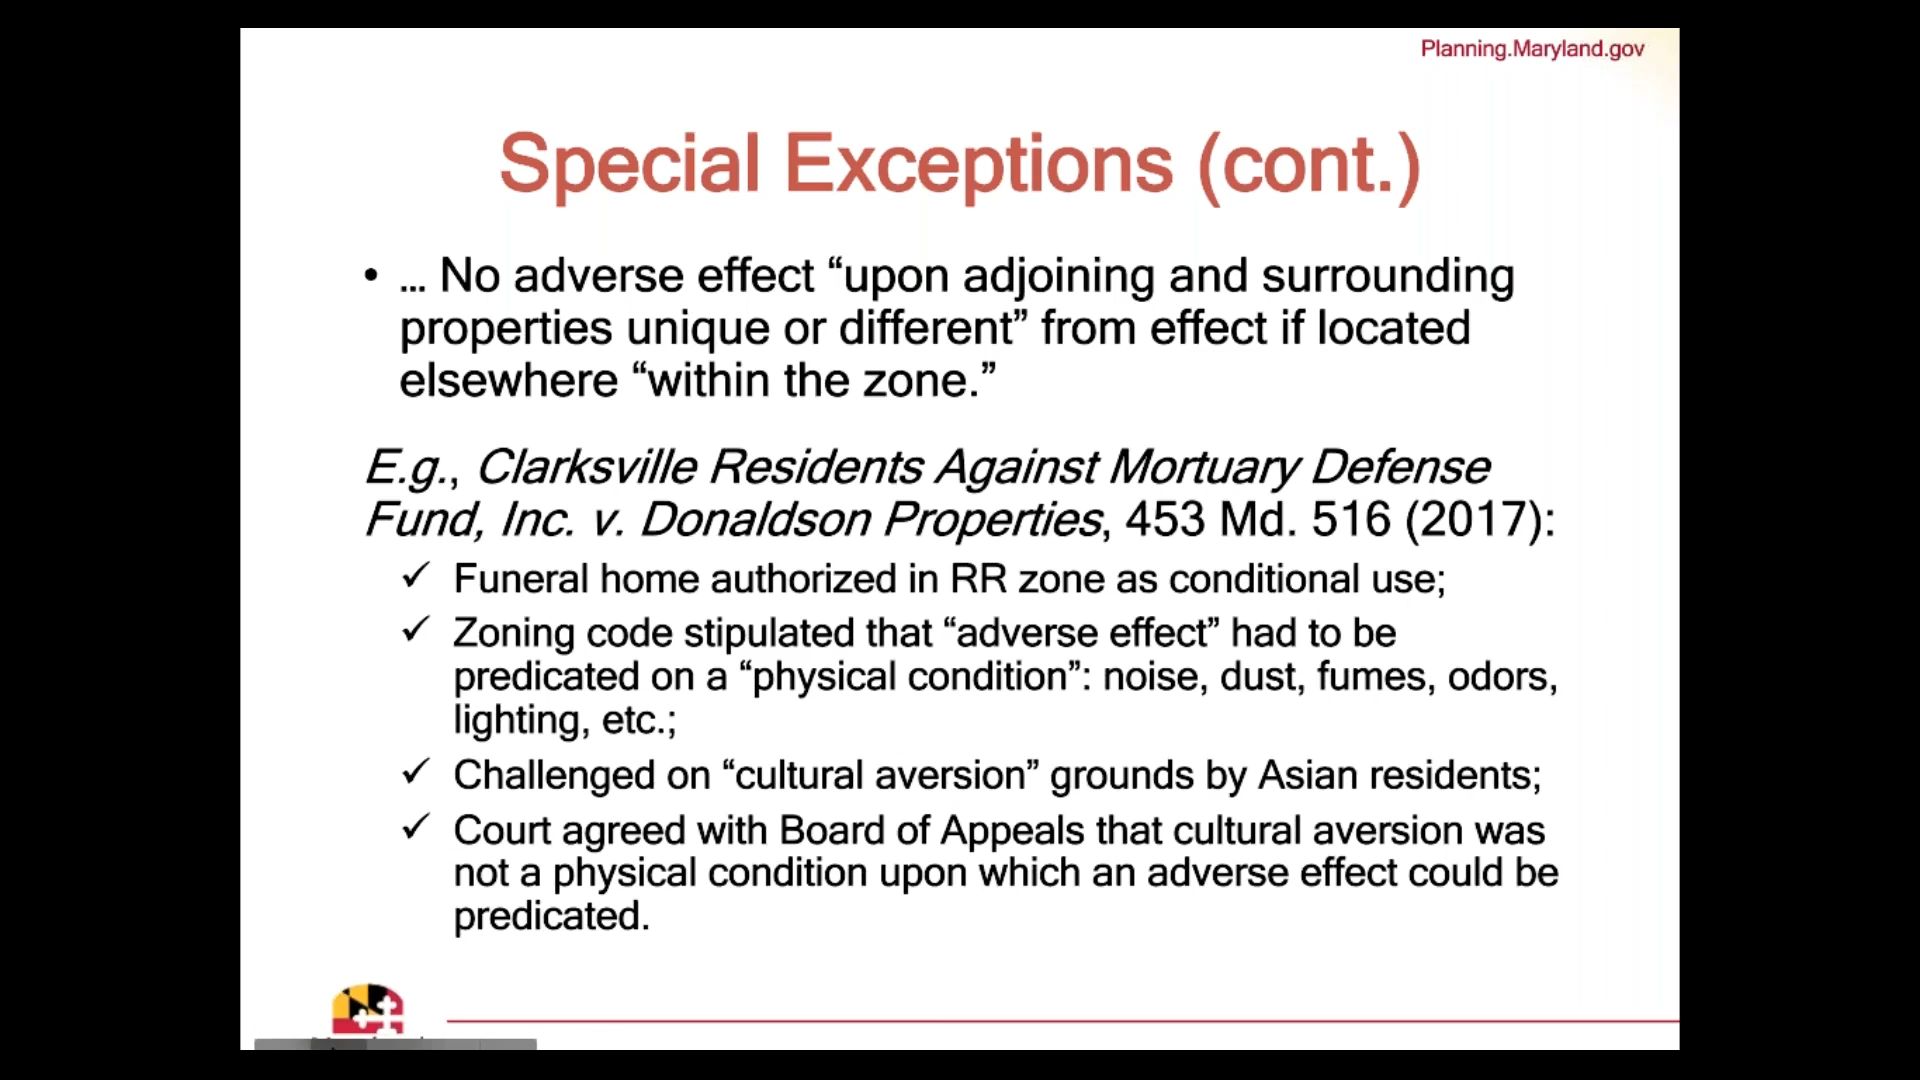 Planning.Maryland.gov
Special Exceptions (cont.)
• … No adverse effect “upon adjoining and surrounding
properties unique or different” from effect if located
elsewhere “within the zone.”
E.g., Clarksville Residents Against Mortuary Defense
Fund, Inc. v. Donaldson Properties, 453 Md. 516 (2017):
✓ Funeral home authorized in RR zone as conditional use;
✓ Zoning code stipulated that “adverse effect” had to be
predicated on a “physical condition”: noise, dust, fumes, odors,
lighting, etc.;
✓ Challenged on “cultural aversion” grounds by Asian residents;
✓ Court agreed with Board of Appeals that cultural aversion was
not a physical condition upon which an adverse effect could be
predicated.